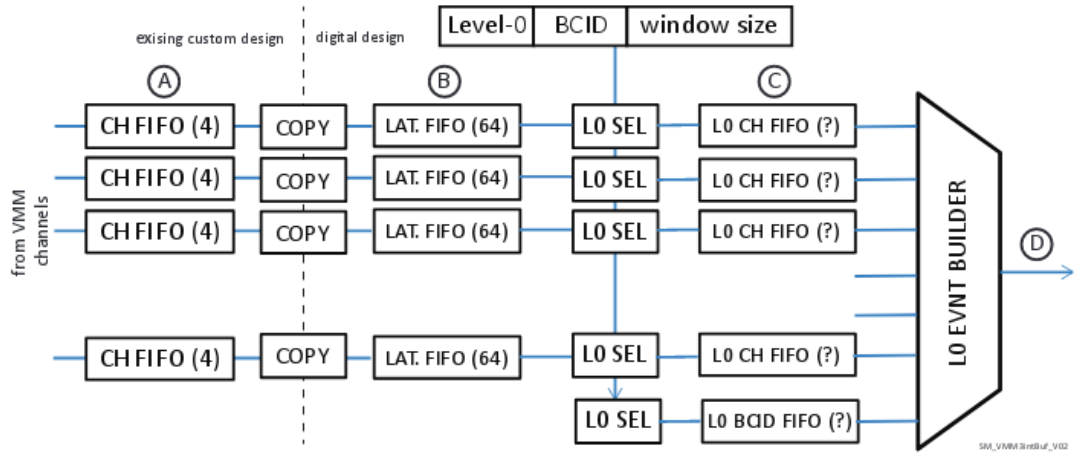 Level-0 BCID window size
exising custom design digital design
A B C
CH FIFO (4) COPY LAT. FIFO (64) L0 SEL L0 CH FIFO (?)
CH FIFO (4) COPY LAT. FIFO (64) L0 SEL L0 CH FIFO (?)
CH FIFO (4) COPY LAT. FIFO (64) L0 SEL L0 CH FIFO (?)
from VMM
channels
L0 EVNT BUILDER
D
CH FIFO (4) COPY LAT. FIFO (64) L0 SEL L0 CH FIFO (?)
L0 SEL L0 BCID FIFO (?)
SM_VMM3intBuf_V02